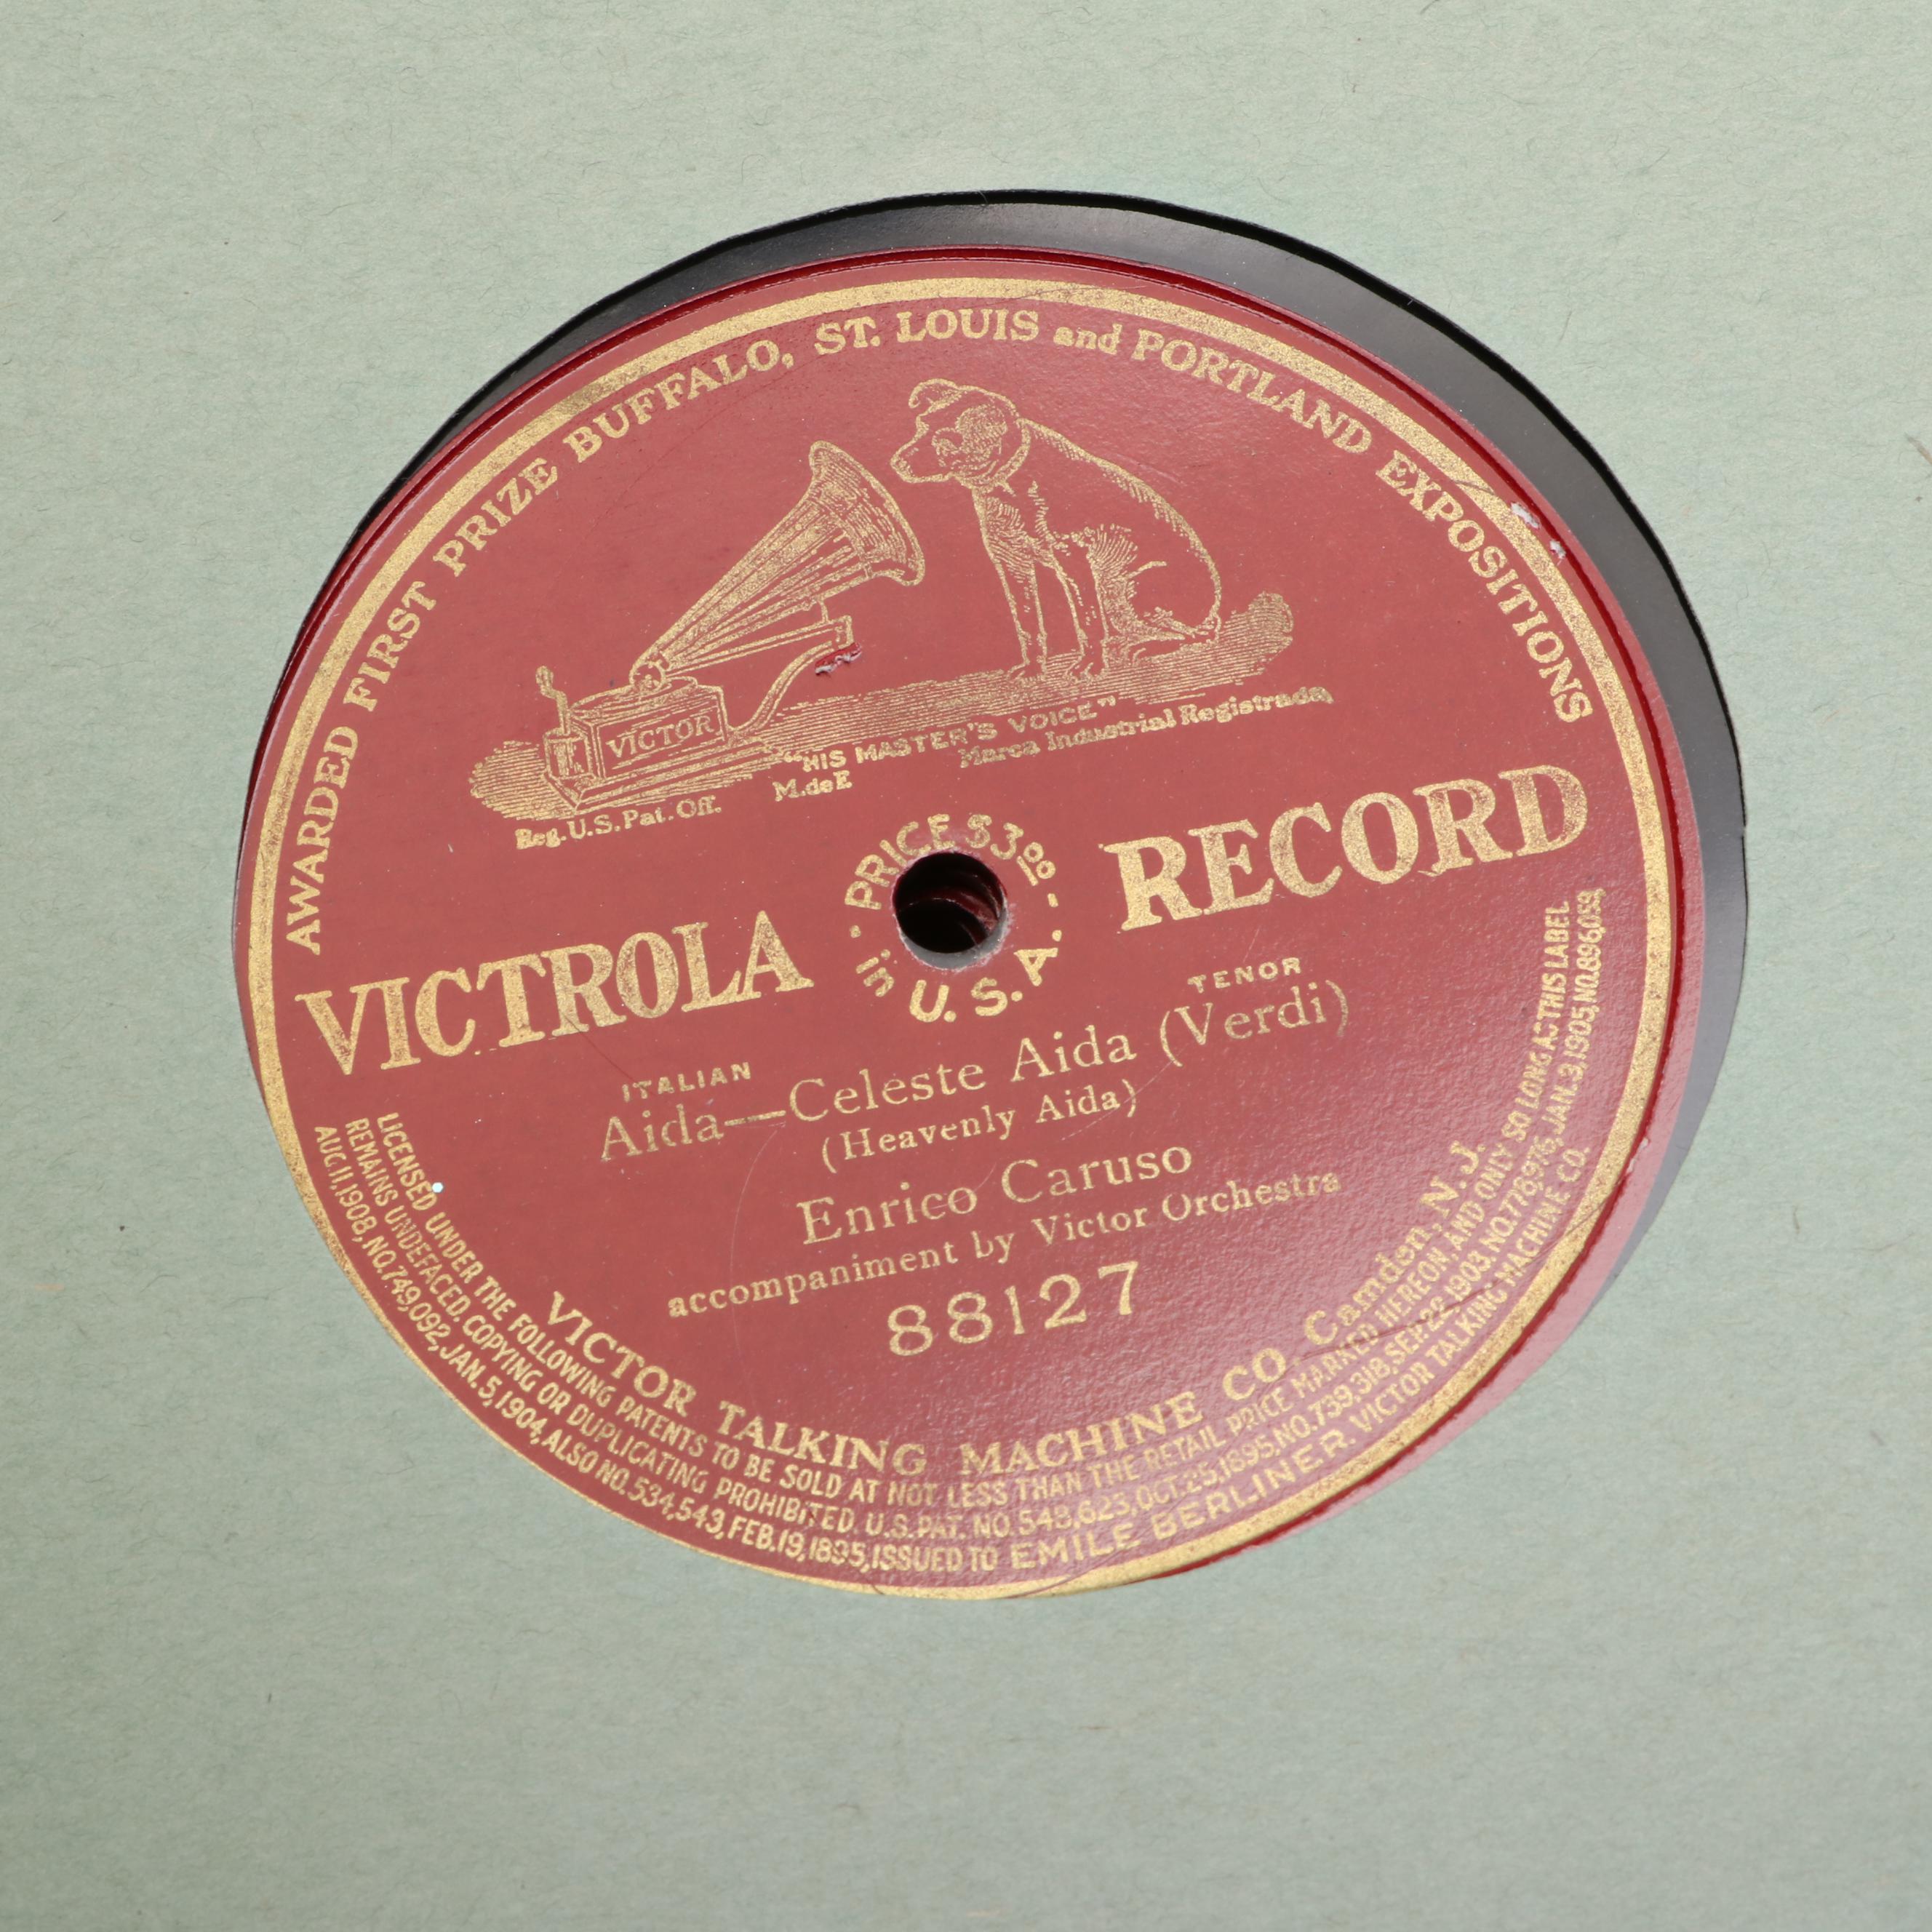 AWARDED FIRST PRIZE BUFFALO, ST. LOUIS and PORTLAND EXPOSITIONS
VICTOR
"HIS MASTER'S VOICE"
Reg. U.S. Pat. Off. M.deE Marca Industrial Registrada
PRICE $3.00 in U.S.A.
VICTROLA RECORD
ITALIAN TENOR
Aida—Celeste Aida (Verdi)
(Heavenly Aida)
Enrico Caruso
accompaniment by Victor Orchestra
88127
VICTOR TALKING MACHINE CO. Camden, N.J.
LICENSED UNDER THE FOLLOWING PATENTS TO BE SOLD AT NOT LESS THAN THE RETAIL PRICE MARKED HEREON AND ONLY SO LONG AS THIS LABEL
REMAINS UNDEFACED. COPYING OR DUPLICATING PROHIBITED. U.S. PAT. NO. 548,623, OCT. 25, 1895, NO. 739,318, SEP. 22, 1903, NO. 778,976, JAN. 3, 1905, NO. 896,059,
AUG. 11, 1908, NO. 749,092, JAN. 5, 1904, ALSO NO. 534,543, FEB. 19, 1895, ISSUED TO EMILE BERLINER. VICTOR TALKING MACHINE CO.